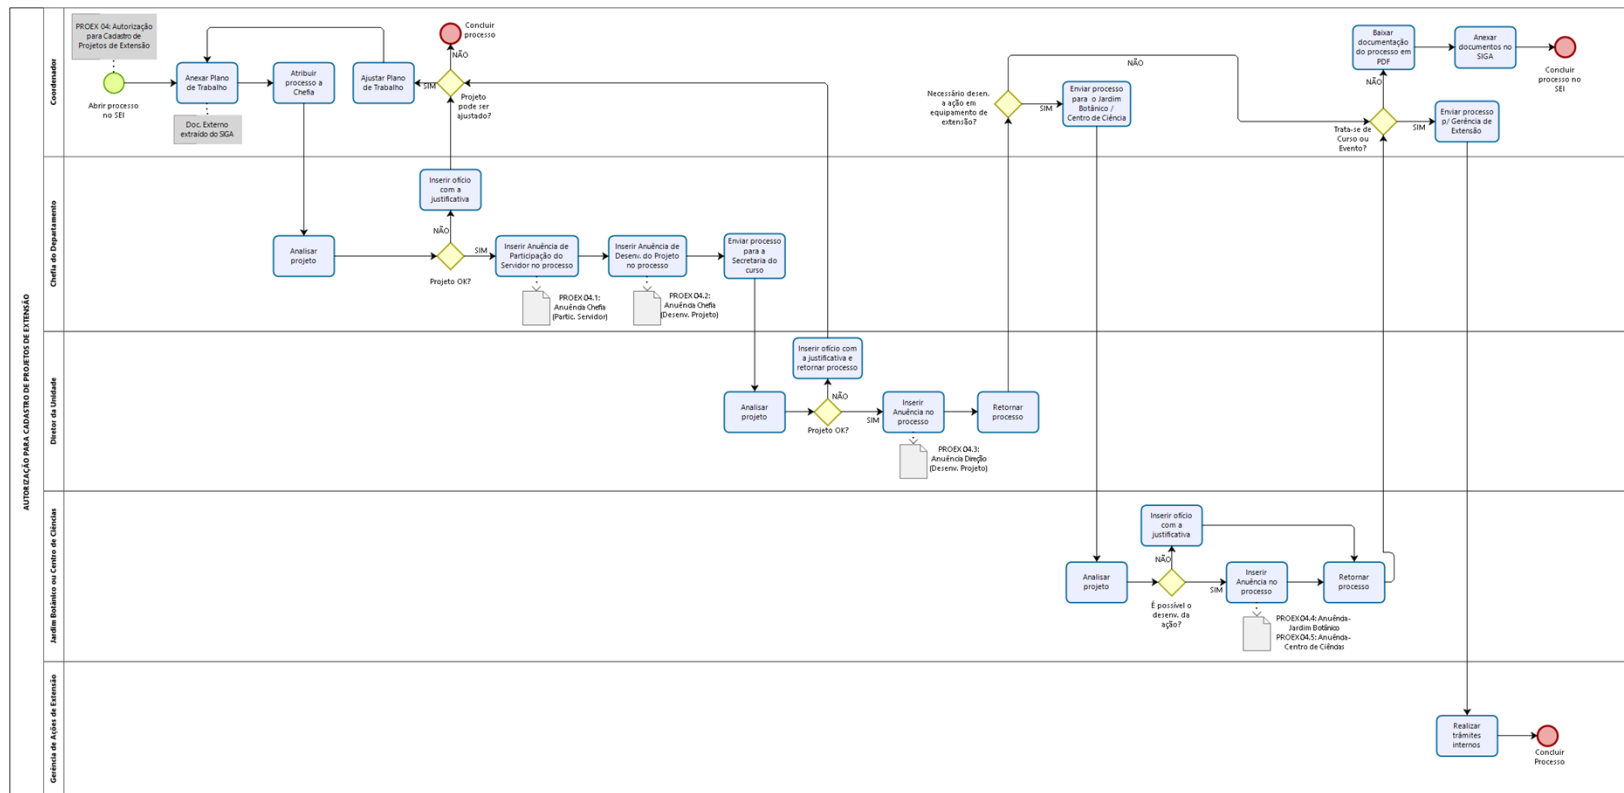 AUTORIZAÇÃO PARA CADASTRO DE PROJETOS DE EXTENSÃO
Coordenador
PROEX 04: Autorização
para Cadastro de
Projetos de Extensão
Abrir processo
no SEI
Anexar Plano
de Trabalho
Doc. Externo
extraído do SIGA
Atribuir
processo a
Chefia
Ajustar Plano
de Trabalho
SIM
Concluir
processo
NÃO
Projeto
pode ser
ajustado?
Necessário desen.
a ação em
equipamento de
extensão?
NÃO
SIM
Enviar processo
para o Jardim
Botânico /
Centro de Ciência
Baixar
documentação
do processo em
PDF
Anexar
documentos no
SIGA
Concluir
processo no
SEI
NÃO
Trata-se de
Curso ou
Evento?
SIM
Enviar processo
p/ Gerência de
Extensão
Chefia do Departamento
Analisar
projeto
Inserir ofício
com a
justificativa
NÃO
Projeto OK?
SIM
Inserir Anuência de
Participação do
Servidor no processo
PROEX 04.1:
Anuência Chefia
(Partic. Servidor)
Inserir Anuência de
Desenv. do Projeto
no processo
PROEX 04.2:
Anuência Chefia
(Desenv. Projeto)
Enviar processo
para a
Secretaria do
curso
Diretor da Unidade
Inserir ofício com
a justificativa e
retornar processo
Analisar
projeto
NÃO
Projeto OK?
SIM
Inserir
Anuência no
processo
PROEX 04.3:
Anuência Direção
(Desenv. Projeto)
Retornar
processo
Jardim Botânico ou Centro de Ciências
Inserir ofício
com a
justificativa
Analisar
projeto
NÃO
É possível o
desenv. da
ação?
SIM
Inserir
Anuência no
processo
PROEX 04.4: Anuência-
Jardim Botânico
PROEX 04.5: Anuência-
Centro de Ciências
Retornar
processo
Gerência de Ações de Extensão
Realizar
trâmites
internos
Concluir
Processo